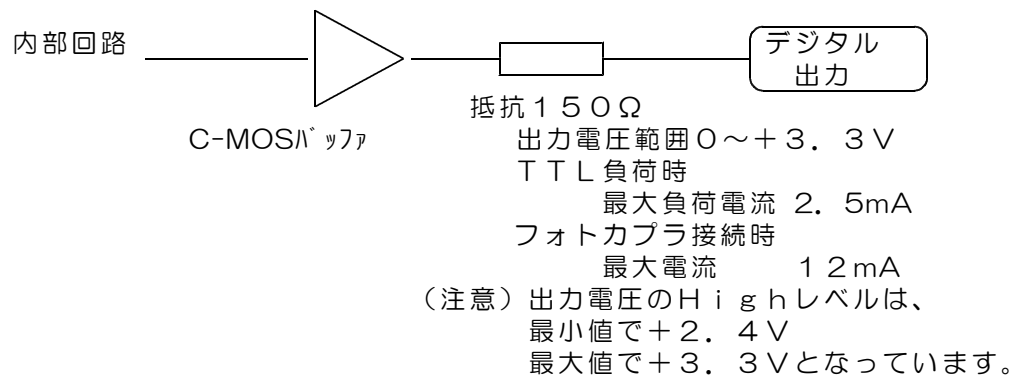 内部回路
デジタル
出力
C-MOSﾊﾞｯﾌｧ
抵抗１５０Ω
出力電圧範囲０～＋３．３Ｖ
ＴＴＬ負荷時
最大負荷電流 ２．５mA
フォトカプラ接続時
最大電流　　１２mA
（注意）出力電圧のＨｉｇｈレベルは、
最小値で＋２．４Ｖ
最大値で＋３．３Ｖとなっています。